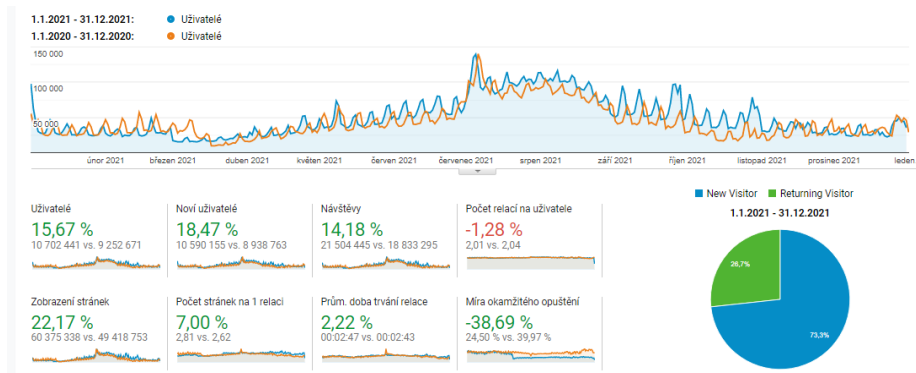 1.1.2021 - 31.12.2021: Uživatelé
1.1.2020 - 31.12.2020: Uživatelé
150 000
100 000
50 000
únor 2021 březen 2021 duben 2021 květen 2021 červen 2021 červenec 2021 srpen 2021 září 2021 říjen 2021 listopad 2021 prosinec 2021 leden
New Visitor Returning Visitor
1.1.2021 - 31.12.2021
Uživatelé
15,67 %
10 702 441 vs. 9 252 671
Noví uživatelé
18,47 %
10 590 155 vs. 8 938 763
Návštěvy
14,18 %
21 504 445 vs. 18 833 295
Počet relací na uživatele
-1,28 %
2,01 vs. 2,04
Zobrazení stránek
22,17 %
60 375 338 vs. 49 418 753
Počet stránek na 1 relaci
7,00 %
2,81 vs. 2,62
Prům. doba trvání relace
2,22 %
00:02:47 vs. 00:02:43
Míra okamžitého opuštění
-38,69 %
24,50 % vs. 39,97 %
26,7%
73,3%